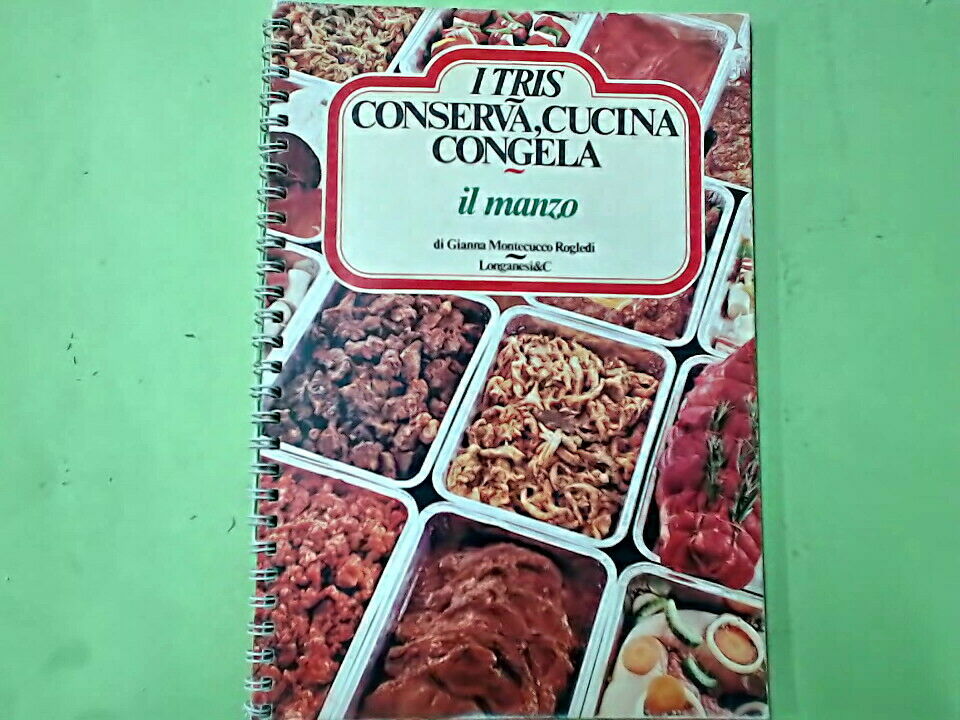 I TRIS
CONSERVA, CUCINA
CONGELA
il manzo
di Gianna Montecucco Rogledi
Longanesi&C